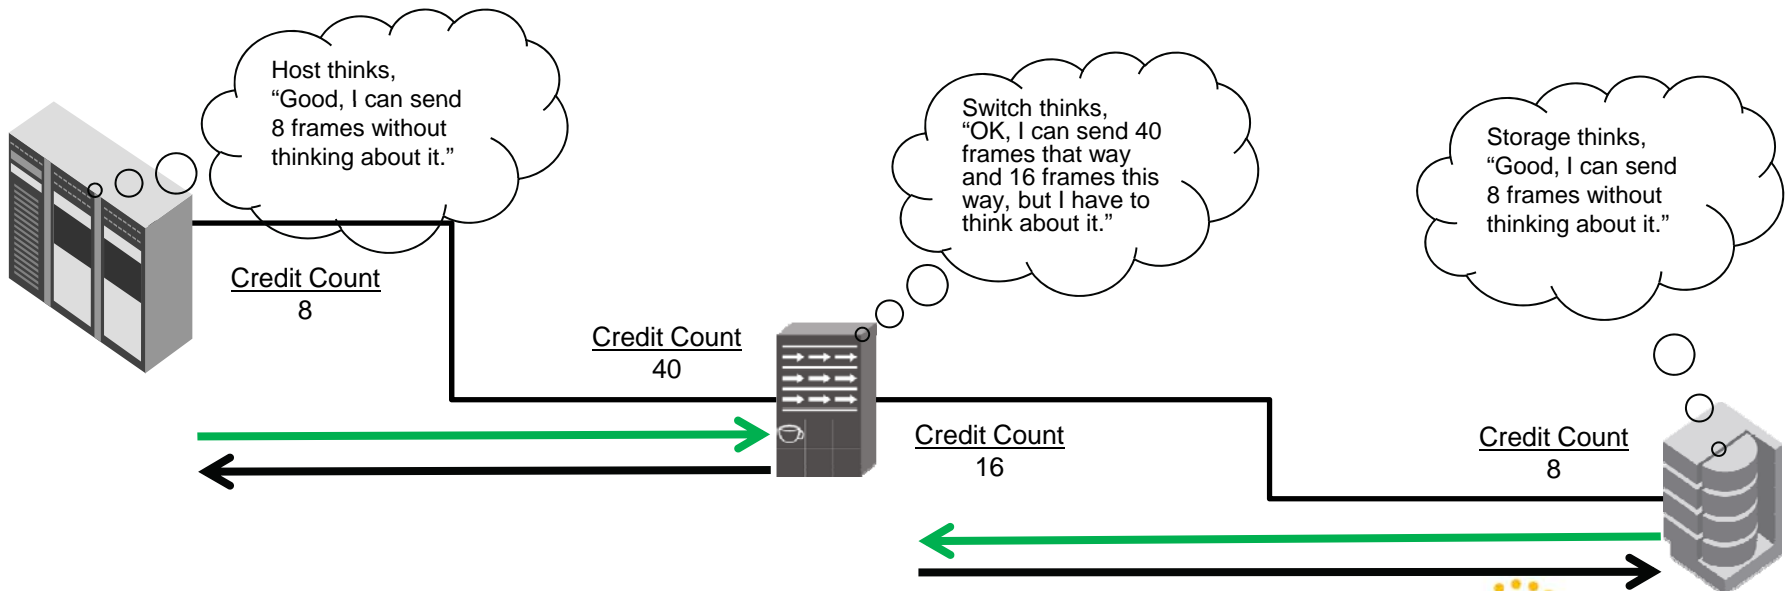 Host thinks,
“Good, I can send
8 frames without
thinking about it.”
Credit Count
8
Credit Count
40
Switch thinks,
“OK, I can send 40
frames that way
and 16 frames this
way, but I have to
think about it.”
Credit Count
16
Storage thinks,
“Good, I can send
8 frames without
thinking about it.”
Credit Count
8